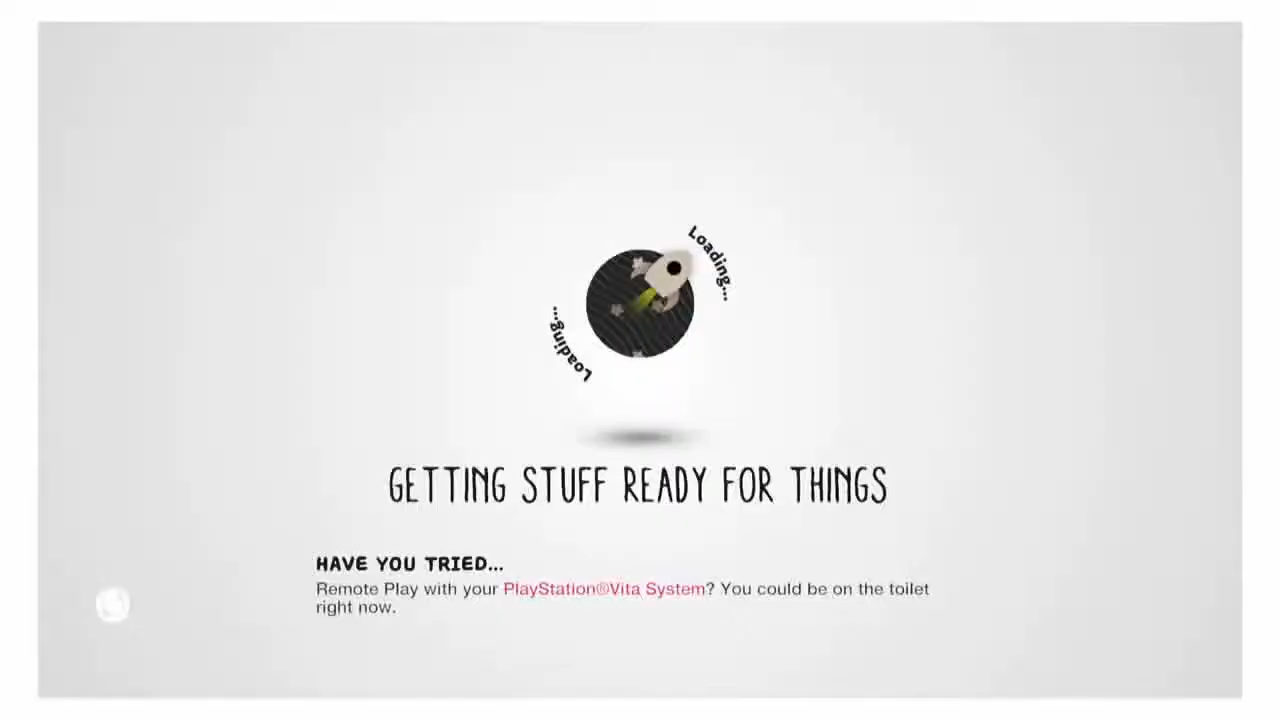 Loading...
Loading...
GETTING STUFF READY FOR THINGS
HAVE YOU TRIED...
Remote Play with your PlayStation®Vita System? You could be on the toilet
right now.